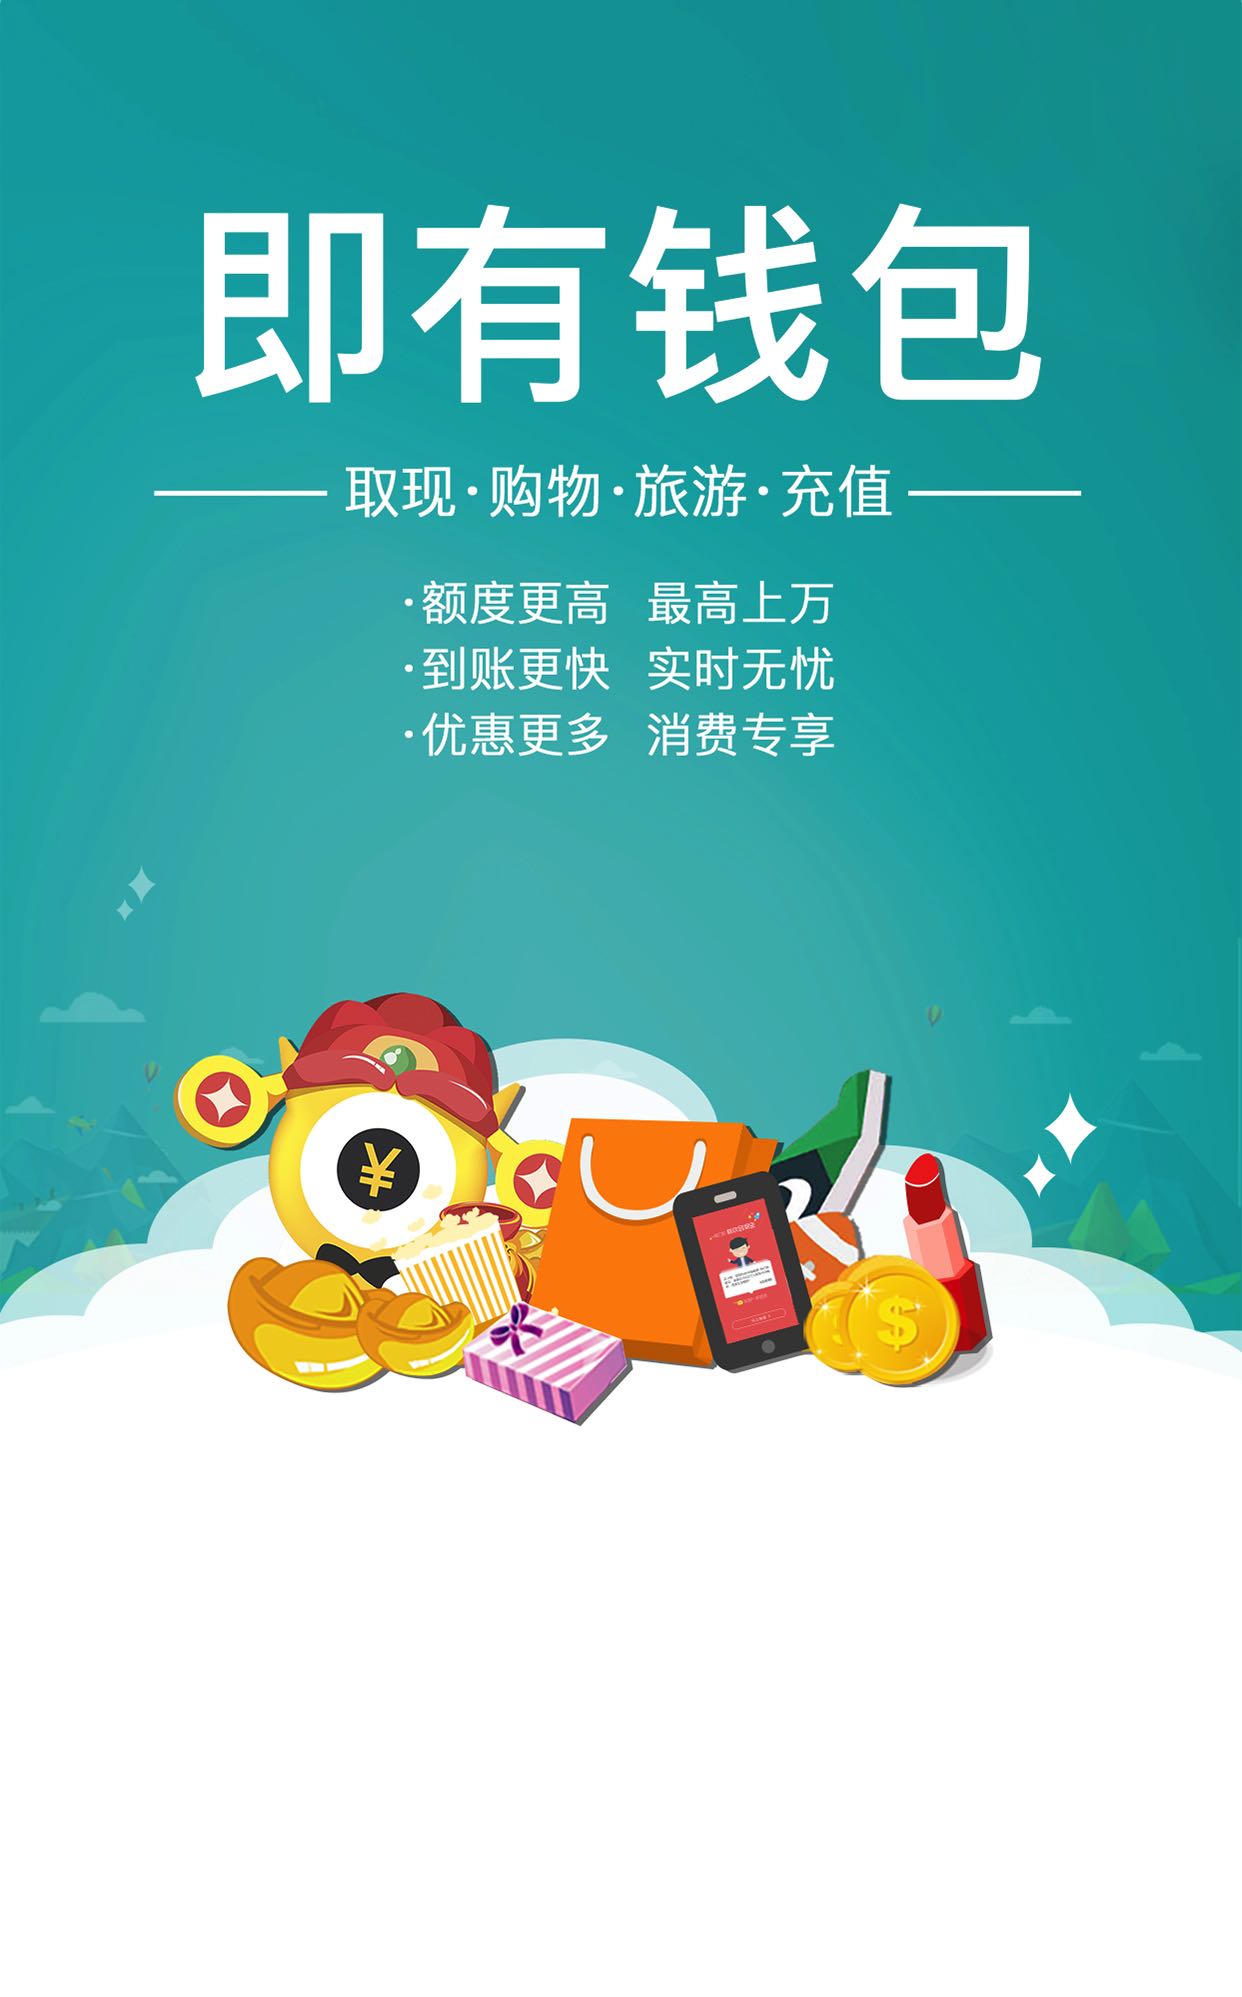 即有钱包
取现·购物·旅游·充值
·额度更高 最高上万
·到账更快 实时无忧
·优惠更多 消费专享
¥
$